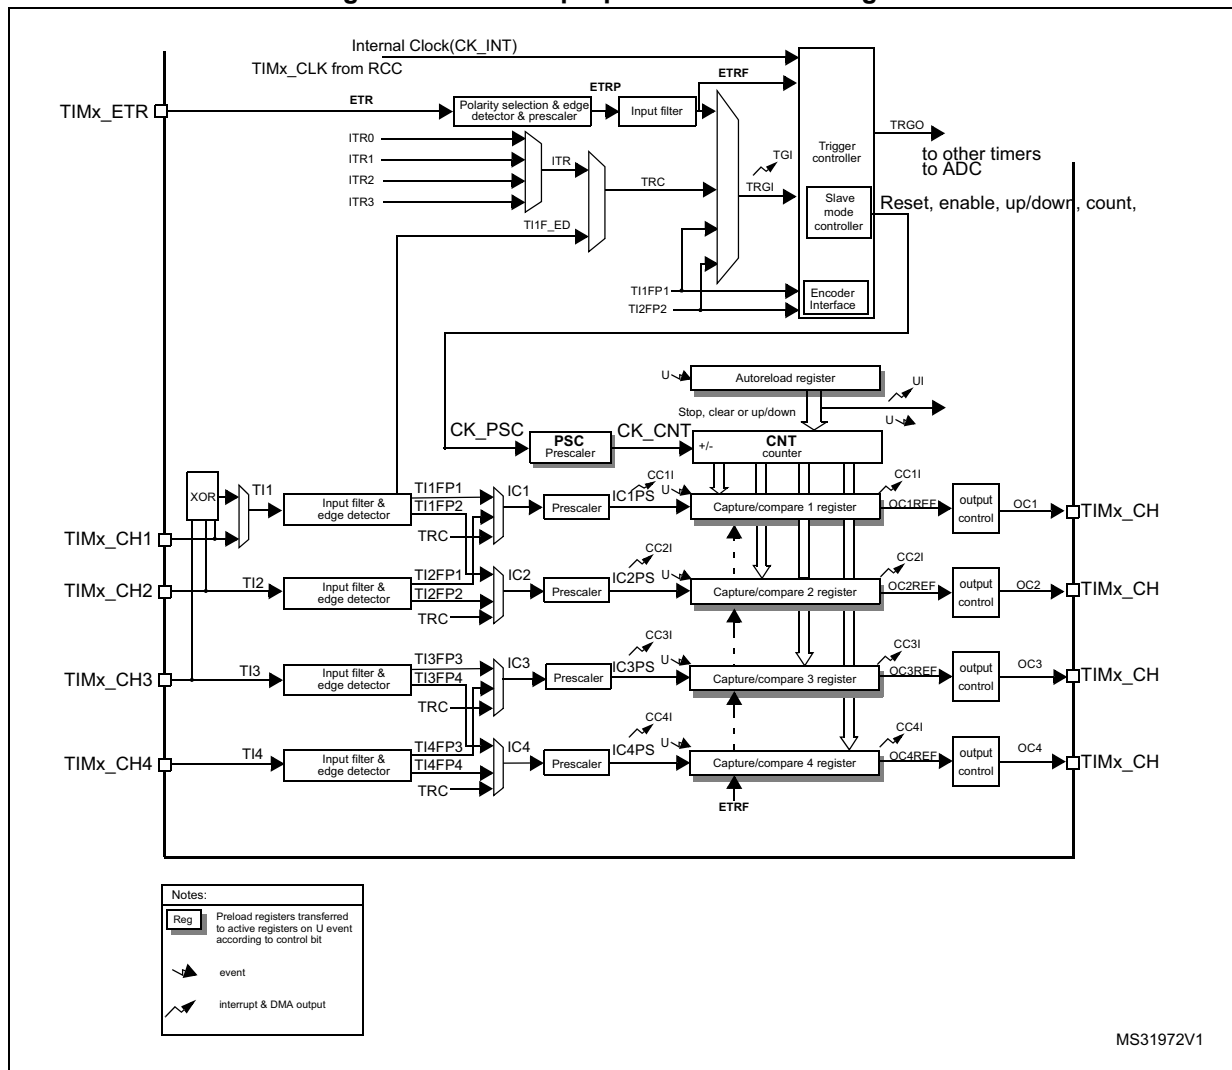 Internal Clock(CK_INT)
TIMx_CLK from RCC
ETRF
ETRP
ETR
TIMx_ETR
Polarity selection & edge
detector & prescaler
Input filter
ITR0
ITR1
ITR2
ITR3
ITR
TRC
TI1F_ED
TGI
TRGI
Trigger
controller
TRGO
to other timers
to ADC
Slave
mode
controller
Reset, enable, up/down, count,
TI1FP1
TI2FP2
Encoder
Interface
U
Autoreload register
UI
Stop, clear or up/down
U
CK_PSC
PSC
Prescaler
CK_CNT
+/-
CNT
counter
XOR
TI1
TIMx_CH1
Input filter &
edge detector
TI1FP1
TI1FP2
TRC
IC1
Prescaler
IC1PS
CC1I
U
Capture/compare 1 register
CC1I
OC1REF
output
control
OC1
TIMx_CH
TIMx_CH2
TI2
Input filter &
edge detector
TI2FP1
TI2FP2
TRC
IC2
Prescaler
IC2PS
CC2I
U
Capture/compare 2 register
CC2I
OC2REF
output
control
OC2
TIMx_CH
TIMx_CH3
TI3
Input filter &
edge detector
TI3FP3
TI3FP4
TRC
IC3
Prescaler
IC3PS
CC3I
U
Capture/compare 3 register
CC3I
OC3REF
output
control
OC3
TIMx_CH
TIMx_CH4
TI4
Input filter &
edge detector
TI4FP3
TI4FP4
TRC
IC4
Prescaler
IC4PS
CC4I
U
Capture/compare 4 register
CC4I
OC4REF
output
control
OC4
TIMx_CH
ETRF
Notes:
Reg
Preload registers transferred
to active registers on U event
according to control bit
event
interrupt & DMA output
MS31972V1